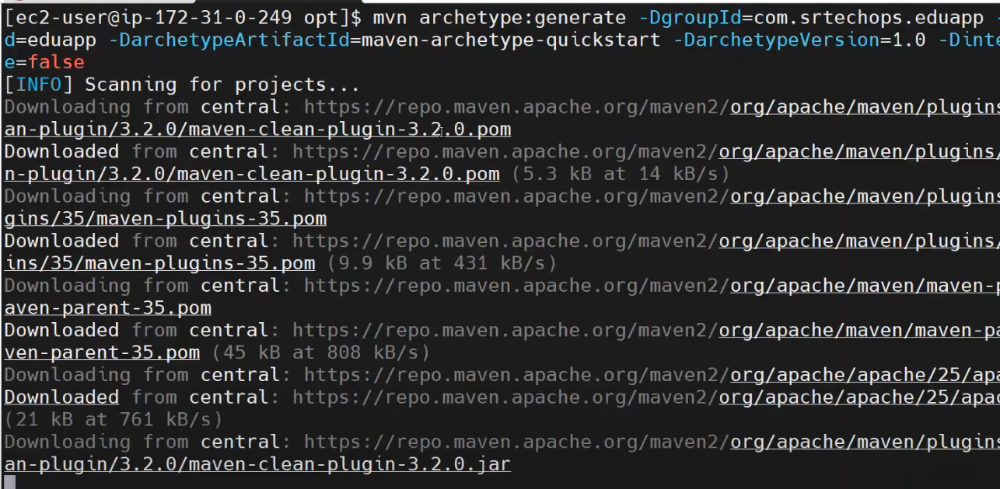 [ec2-user@ip-172-31-0-249 opt]$ mvn archetype:generate -DgroupId=com.srtechops.eduapp -
d=eduapp -DarchetypeArtifactId=maven-archetype-quickstart -DarchetypeVersion=1.0 -Dinte
e=false
[INFO] Scanning for projects...
Downloading from central: https://repo.maven.apache.org/maven2/org/apache/maven/plugins
an-plugin/3.2.0/maven-clean-plugin-3.2.0.pom
Downloaded from central: https://repo.maven.apache.org/maven2/org/apache/maven/plugins/
n-plugin/3.2.0/maven-clean-plugin-3.2.0.pom (5.3 kB at 14 kB/s)
Downloading from central: https://repo.maven.apache.org/maven2/org/apache/maven/plugins
gins/35/maven-plugins-35.pom
Downloaded from central: https://repo.maven.apache.org/maven2/org/apache/maven/plugins/
ins/35/maven-plugins-35.pom (9.9 kB at 431 kB/s)
Downloading from central: https://repo.maven.apache.org/maven2/org/apache/maven/maven-p
aven-parent-35.pom
Downloaded from central: https://repo.maven.apache.org/maven2/org/apache/maven/maven-pa
ven-parent-35.pom (45 kB at 808 kB/s)
Downloading from central: https://repo.maven.apache.org/maven2/org/apache/apache/25/apa
Downloaded from central: https://repo.maven.apache.org/maven2/org/apache/apache/25/apac
(21 kB at 761 kB/s)
Downloading from central: https://repo.maven.apache.org/maven2/org/apache/maven/plugins
an-plugin/3.2.0/maven-clean-plugin-3.2.0.jar